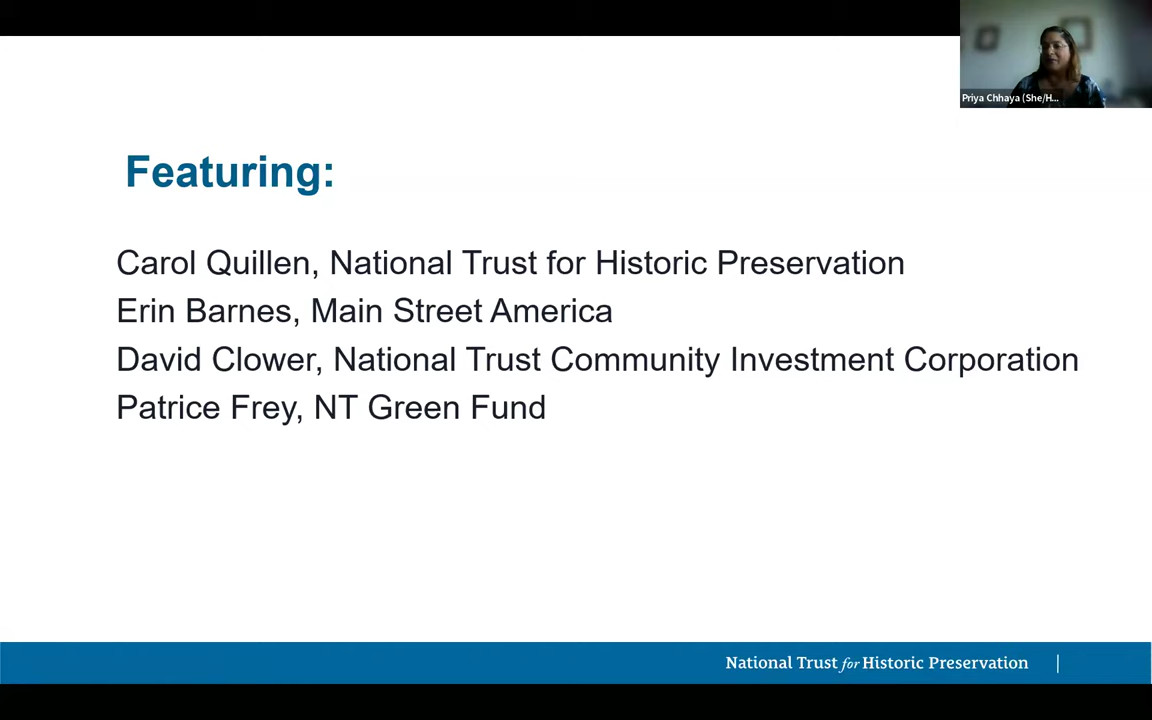 Priya Chhaya (She/H...
Featuring:
Carol Quillen, National Trust for Historic Preservation
Erin Barnes, Main Street America
David Clower, National Trust Community Investment Corporation
Patrice Frey, NT Green Fund
National Trust for Historic Preservation |